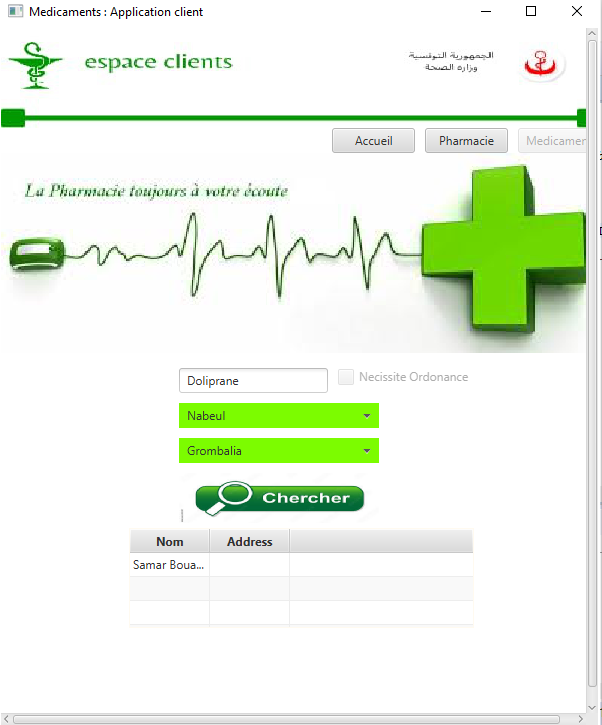 Medicaments : Application client
espace clients
الجمهورية التونسية
وزارة الصحة
Accueil
Pharmacie
Medicamen
La Pharmacie toujours à votre écoute
Doliprane
Necissite Ordonance
Nabeul
Grombalia
Chercher
Nom Address
Samar Boua...